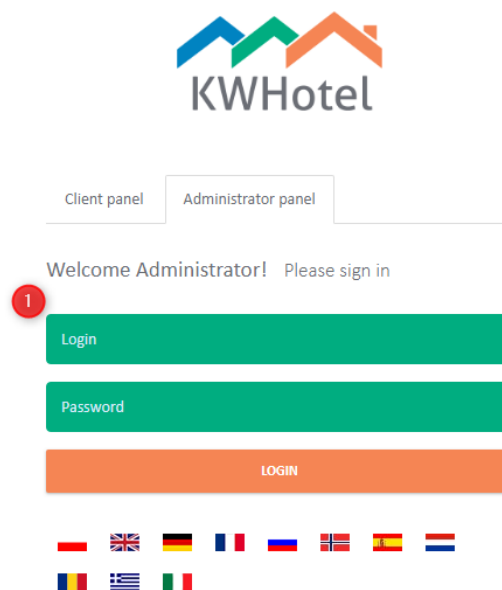 KWHotel
Client panel Administrator panel
Welcome Administrator! Please sign in
1
Login
Password
LOGIN